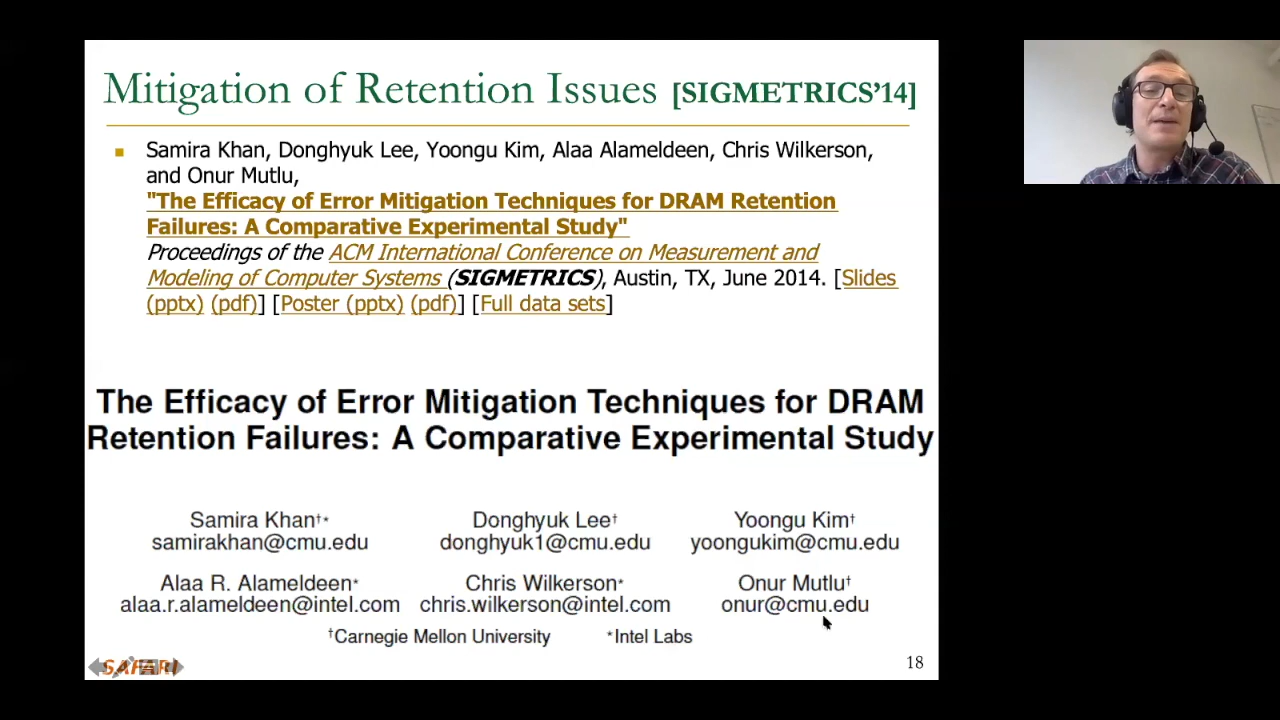 Mitigation of Retention Issues [SIGMETRICS'14]
Samira Khan, Donghyuk Lee, Yoongu Kim, Alaa Alameldeen, Chris Wilkerson,
and Onur Mutlu,
"The Efficacy of Error Mitigation Techniques for DRAM Retention
Failures: A Comparative Experimental Study"
Proceedings of the ACM International Conference on Measurement and
Modeling of Computer Systems (SIGMETRICS), Austin, TX, June 2014. [Slides
(pptx) (pdf)] [Poster (pptx) (pdf)] [Full data sets]
The Efficacy of Error Mitigation Techniques for DRAM
Retention Failures: A Comparative Experimental Study
Samira Khan†* Donghyuk Lee† Yoongu Kim†
samirakhan@cmu.edu donghyuk1@cmu.edu yoongukim@cmu.edu
Alaa R. Alameldeen* Chris Wilkerson* Onur Mutlu†
alaa.r.alameldeen@intel.com chris.wilkerson@intel.com onur@cmu.edu
†Carnegie Mellon University *Intel Labs
SAFARI 18